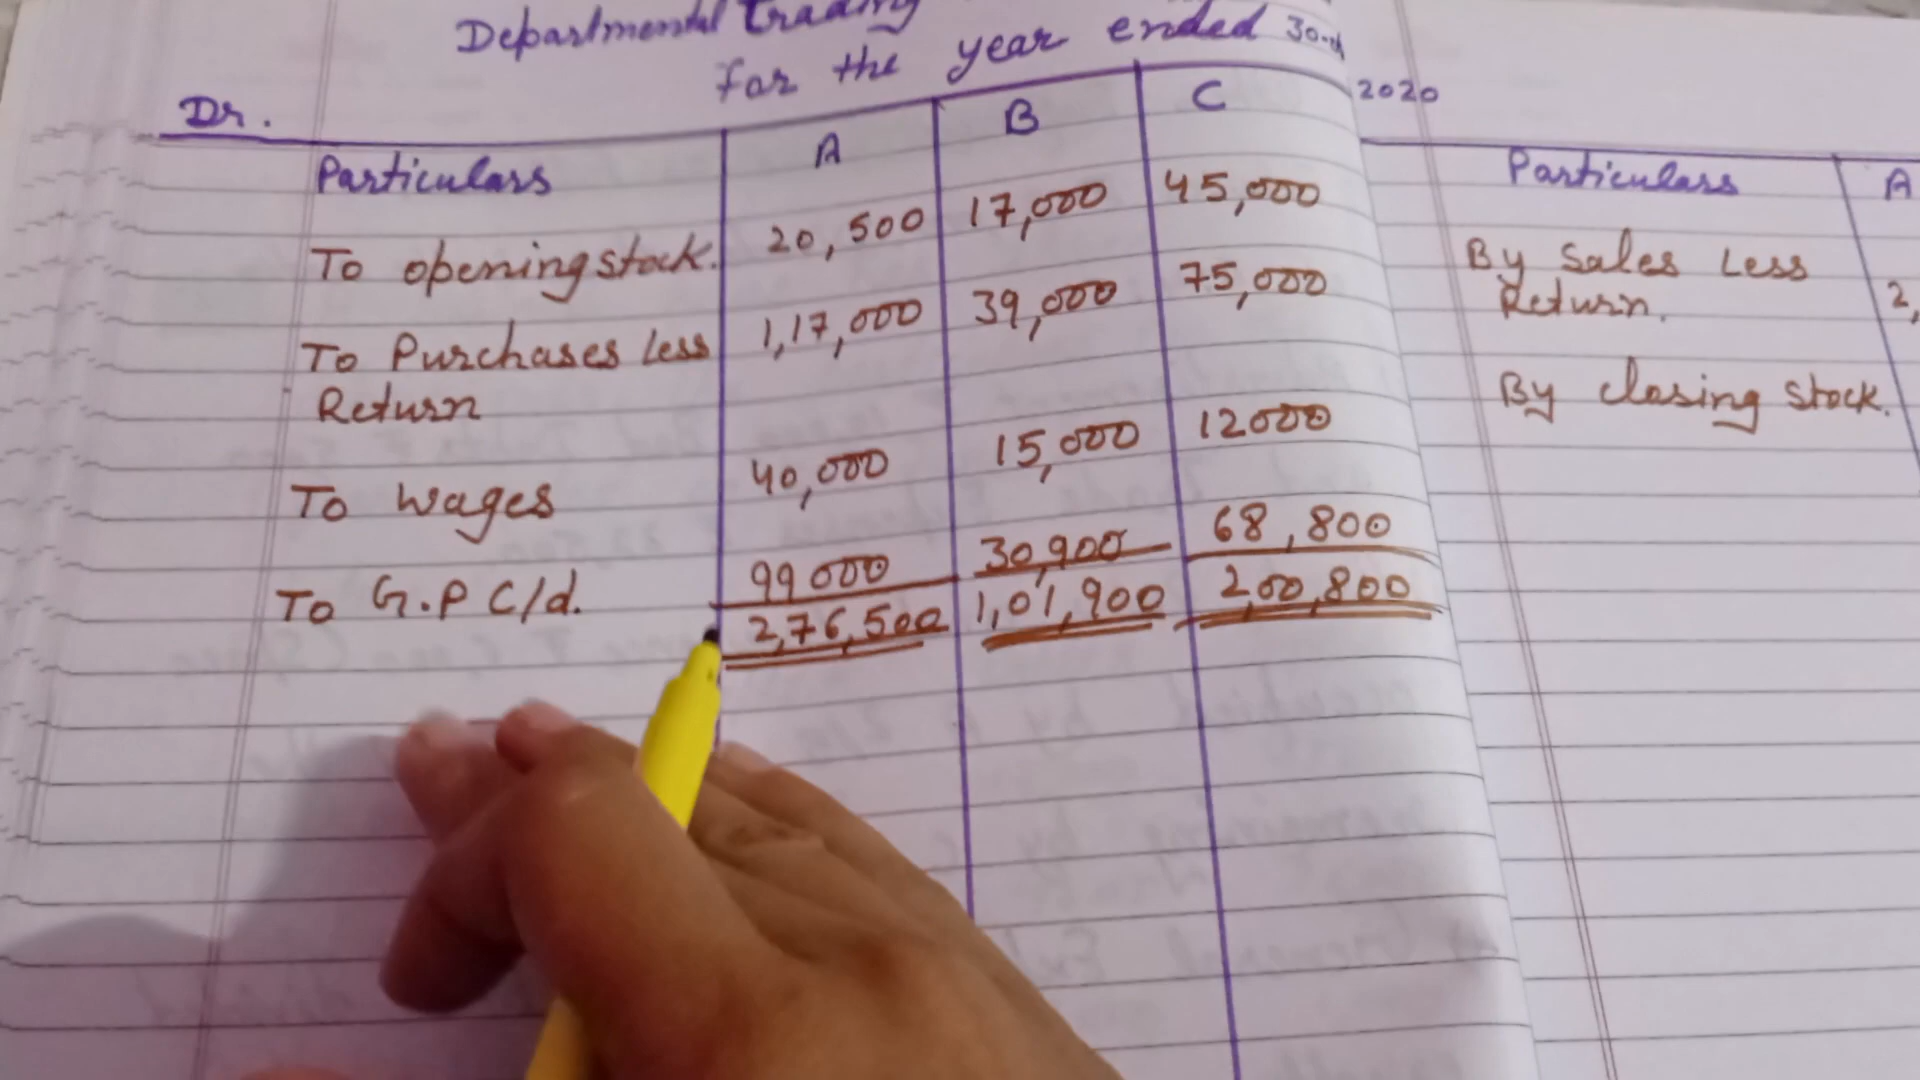 Departmental Trading
for the year ended 30
2020
Dr.
Particulars A B C
To opening stock. 20,500 17,000 45,000
To Purchases Less Return 1,17,000 39,000 75,000
To wages 40,000 15,000 12000
To G.P C/d. 99000 30,900 68,800
2,76,500 1,01,900 2,00,800
Particulars A
By Sales Less 2,
Return.
By closing stock.